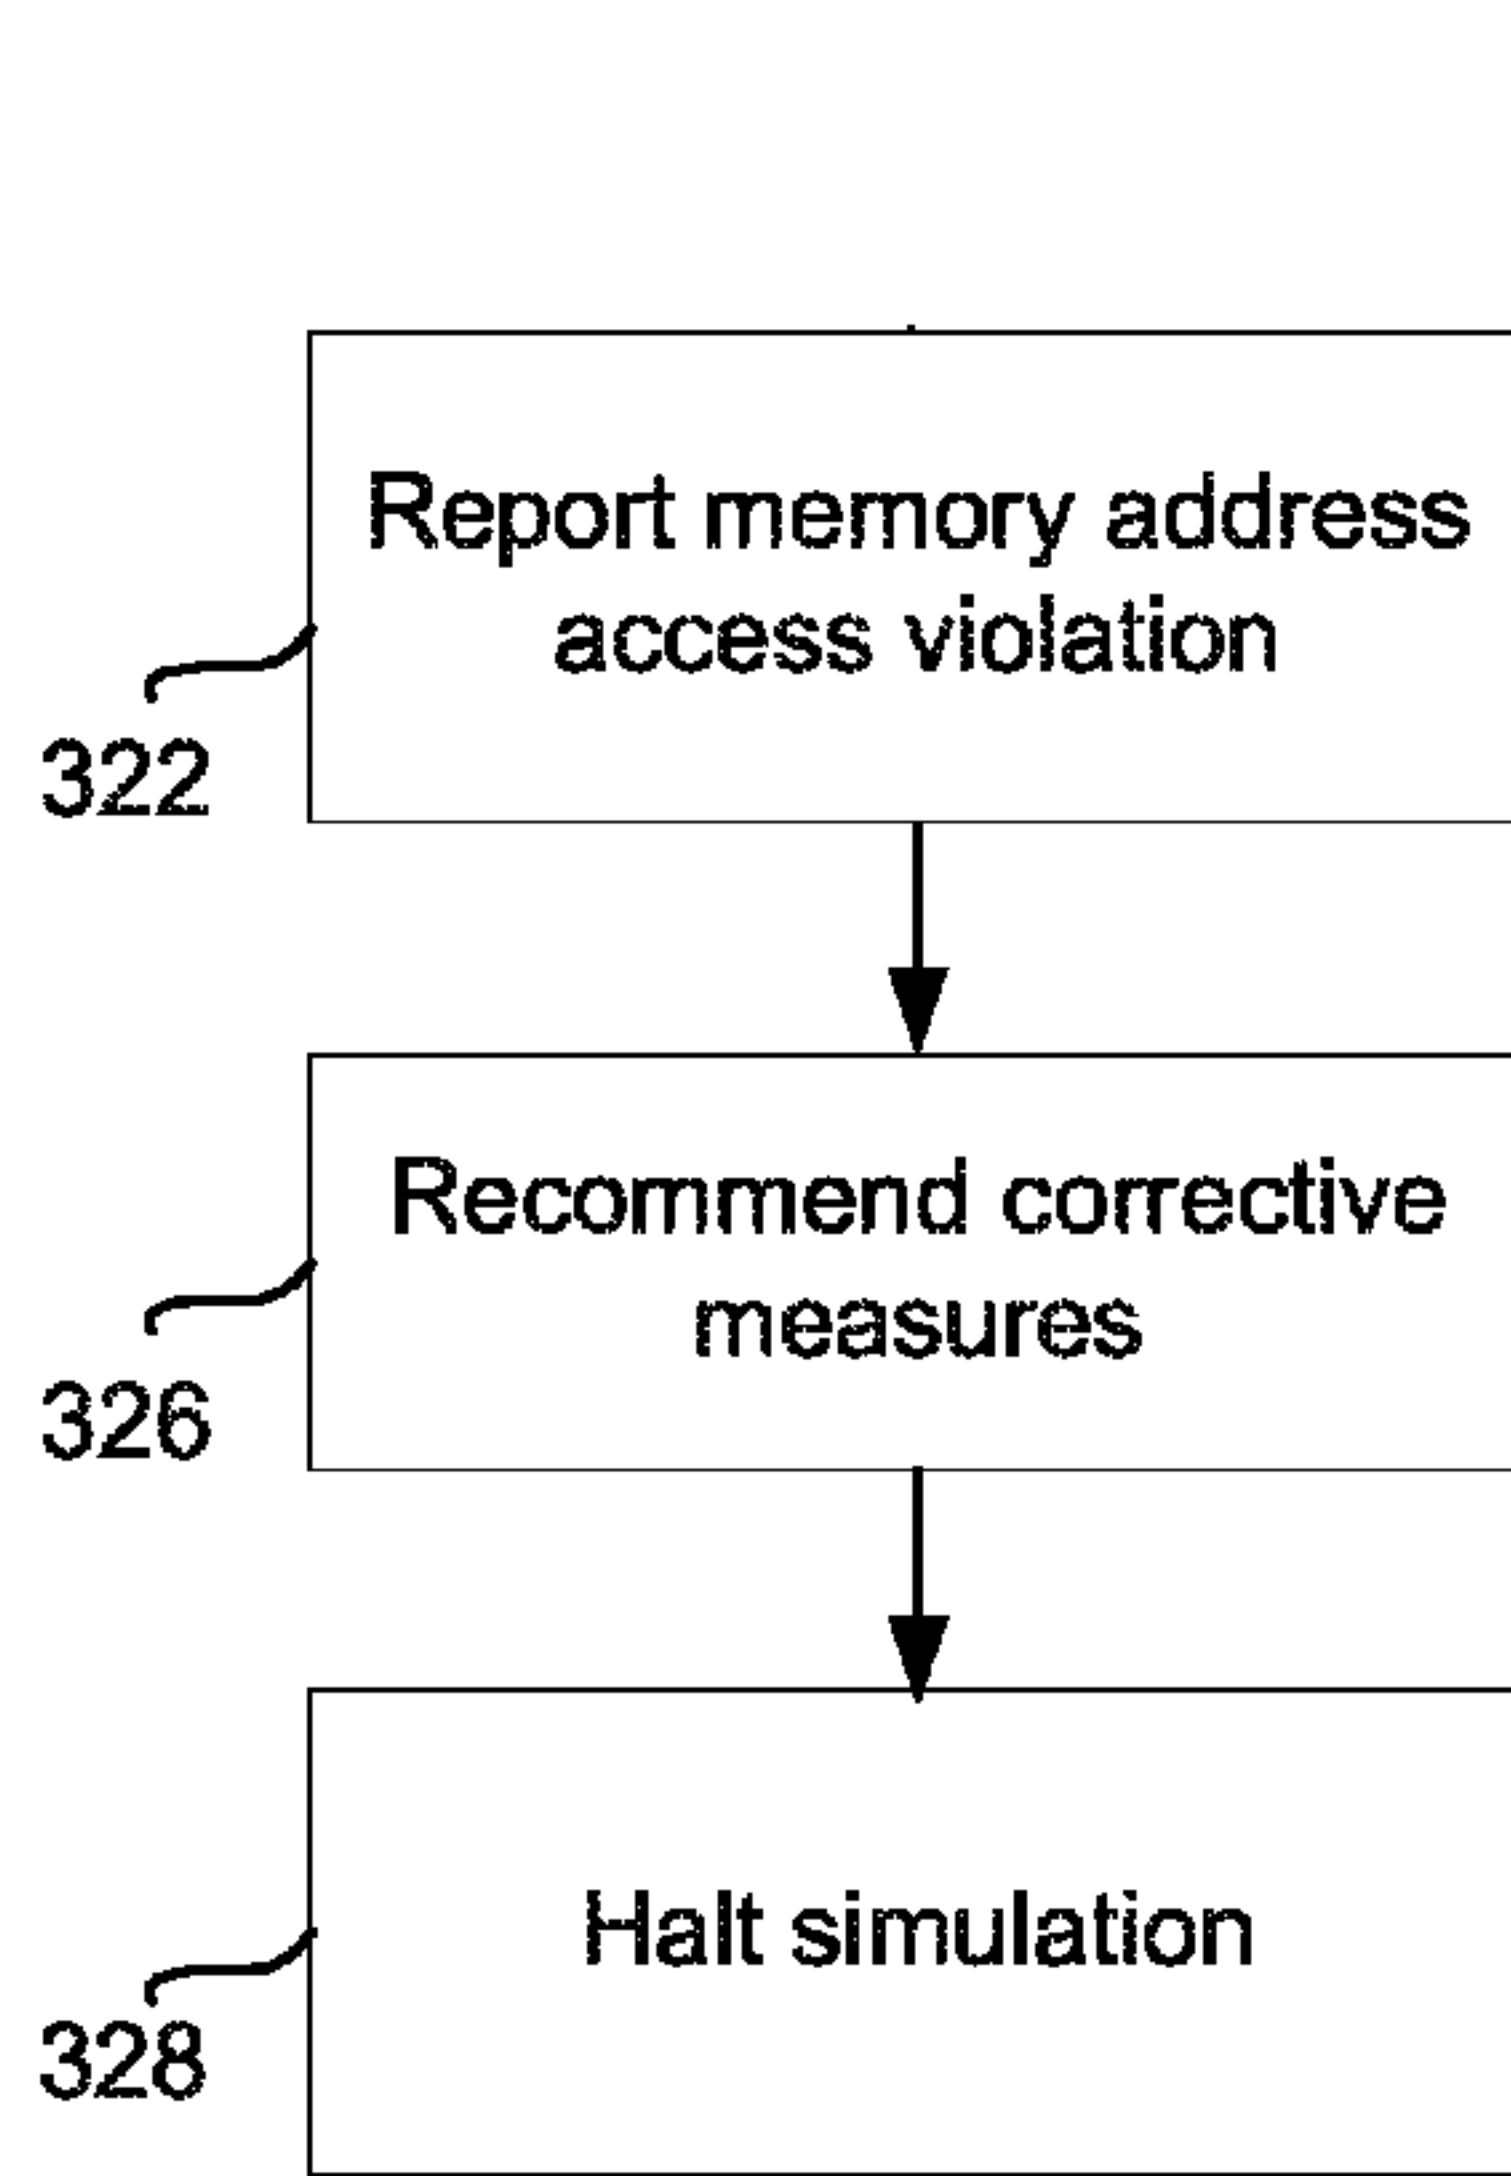 Report memory address
access violation
322
Recommend corrective
measures
326
Halt simulation
328